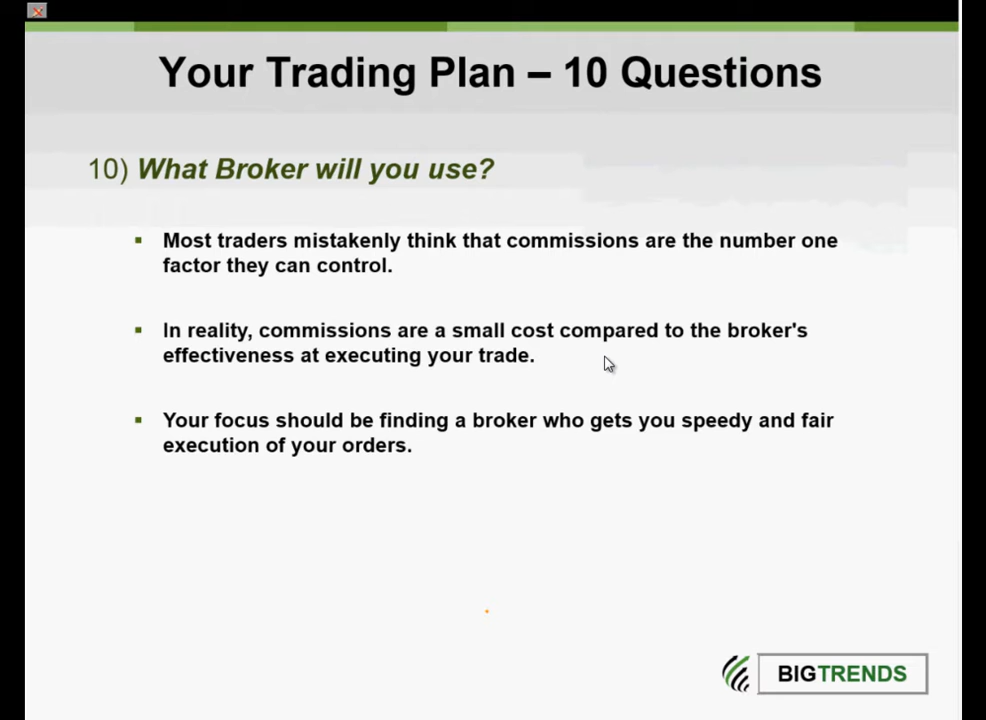 Your Trading Plan – 10 Questions
10) What Broker will you use?
▪ Most traders mistakenly think that commissions are the number one
factor they can control.
▪ In reality, commissions are a small cost compared to the broker's
effectiveness at executing your trade.
▪ Your focus should be finding a broker who gets you speedy and fair
execution of your orders.
BIGTRENDS